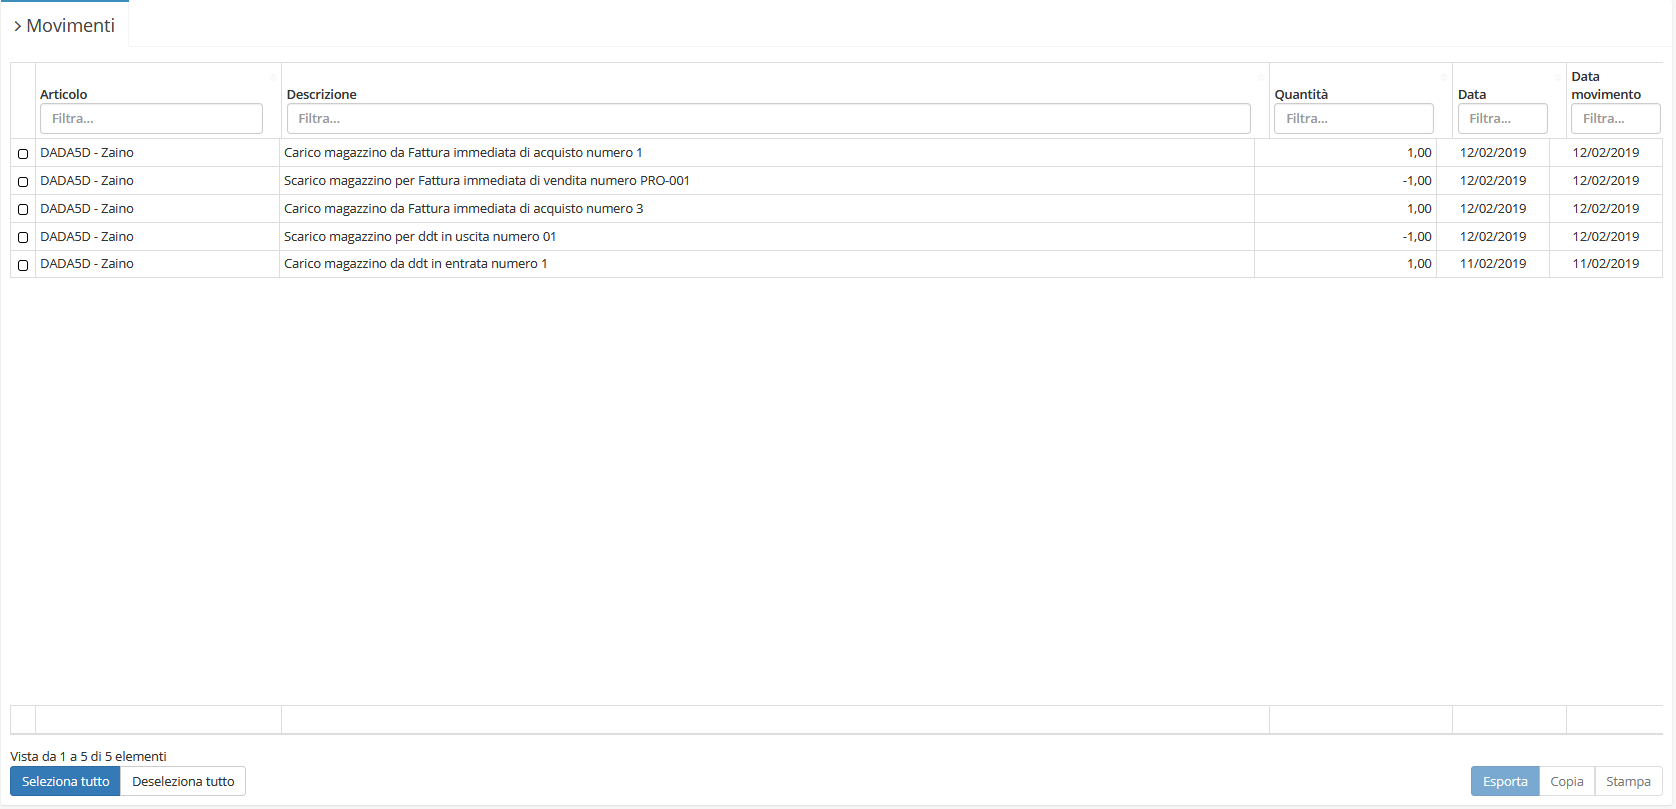 Movimenti
Articolo Descrizione Quantità Data Data movimento
Filtra... Filtra... Filtra... Filtra... Filtra...
DADA5D - Zaino Carico magazzino da Fattura immediata di acquisto numero 1 1,00 12/02/2019 12/02/2019
DADA5D - Zaino Scarico magazzino per Fattura immediata di vendita numero PRO-001 -1,00 12/02/2019 12/02/2019
DADA5D - Zaino Carico magazzino da Fattura immediata di acquisto numero 3 1,00 12/02/2019 12/02/2019
DADA5D - Zaino Scarico magazzino per ddt in uscita numero 01 -1,00 12/02/2019 12/02/2019
DADA5D - Zaino Carico magazzino da ddt in entrata numero 1 1,00 11/02/2019 11/02/2019
Vista da 1 a 5 di 5 elementi
Seleziona tutto Deseleziona tutto Esporta Copia Stampa